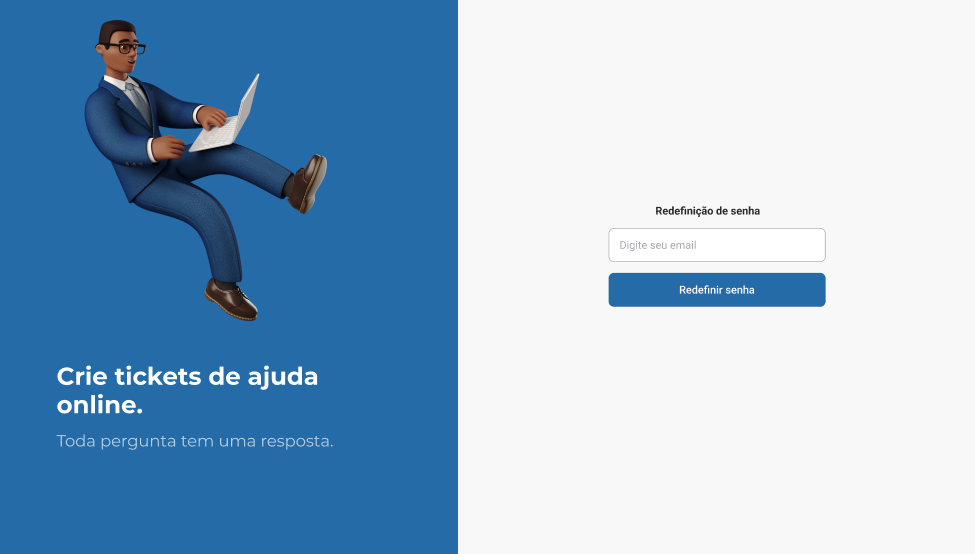 Crie tickets de ajuda
online.
Toda pergunta tem uma resposta.
Redefinição de senha
Digite seu email
Redefinir senha